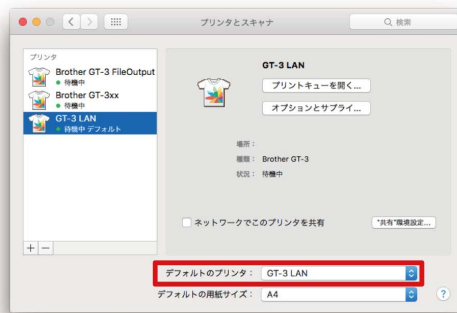 プリンタとスキャナ
検索
プリンタ
Brother GT-3 FileOutput
待機中
Brother GT-3xx
待機中
GT-3 LAN
待機中 デフォルト
GT-3 LAN
プリントキューを開く...
オプションとサプライ...
場所：
種類： Brother GT-3
状況： 待機中
ネットワークでこのプリンタを共有
"共有"環境設定...
+ −
デフォルトのプリンタ： GT-3 LAN
デフォルトの用紙サイズ： A4
?